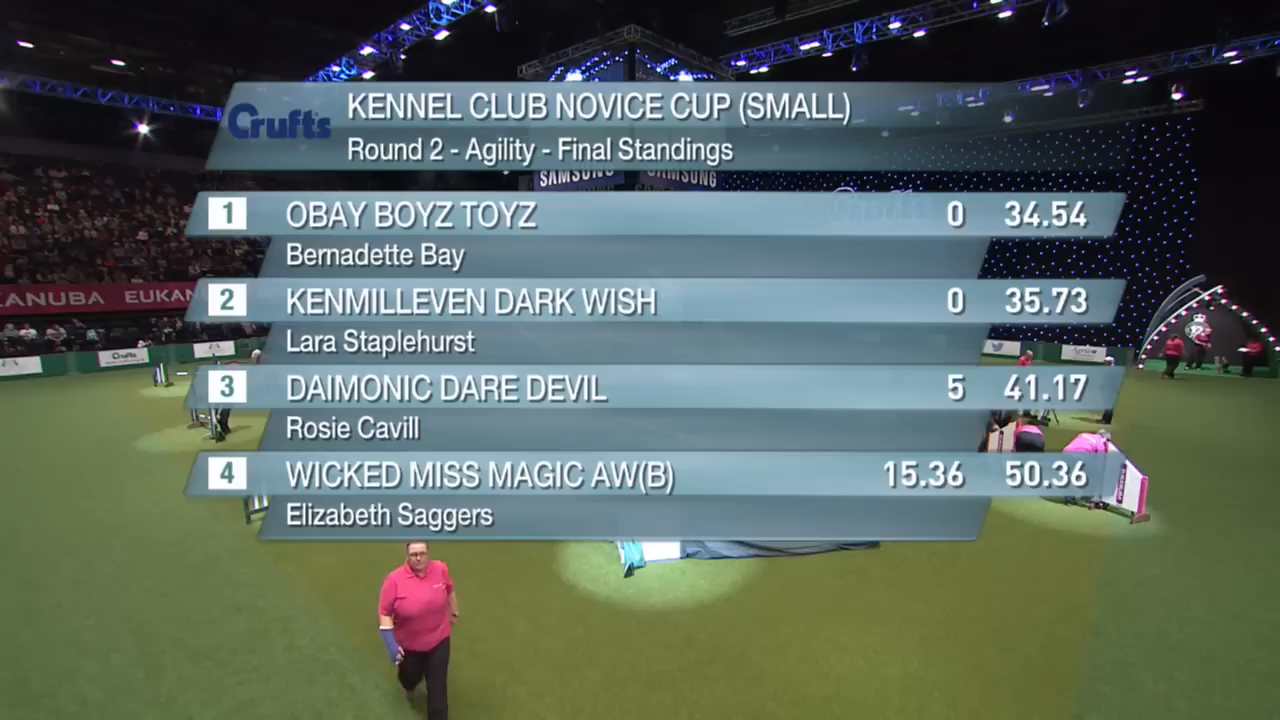 Crufts
KENNEL CLUB NOVICE CUP (SMALL)
Round 2 - Agility - Final Standings
SAMSUNG SAMSUNG
1 OBAY BOYZ TOYZ 0 34.54
Bernadette Bay
2 KENMILLEVEN DARK WISH 0 35.73
Lara Staplehurst
EUKAN
3 DAIMONIC DARE DEVIL 5 41.17
Rosie Cavill
Crufts
4 WICKED MISS MAGIC AW(B) 15.36 50.36
Elizabeth Saggers